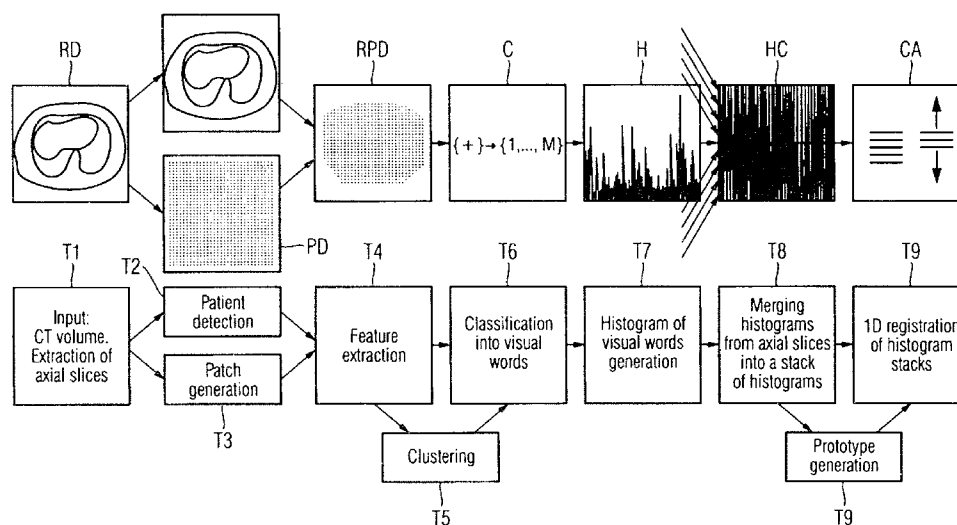 RD
RPD
C
H
HC
CA
{+}→{1,..., M}
PD
T1
T2
T4
T6
T7
T8
T9
Input:
CT volume.
Extraction of
axial slices
Patient
detection
Patch
generation
T3
Feature
extraction
Classification
into visual
words
Histogram of
visual words
generation
Merging
histograms
from axial slices
into a stack
of histograms
1D registration
of histogram
stacks
Clustering
T5
Prototype
generation
T9